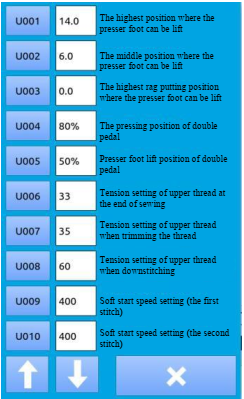 U001 14.0 The highest position where the
presser foot can be lift
U002 6.0 The middle position where the
presser foot can be lift
U003 0.0 The highest rag putting position
where the presser foot can be lift
U004 80% The pressing position of double
pedal
U005 50% Presser foot lift position of double
pedal
U006 33 Tension setting of upper thread at
the end of sewing
U007 35 Tension setting of upper thread
when trimming the thread
U008 60 Tension setting of upper thread
when downstitching
U009 400 Soft start speed setting (the first
stitch)
U010 400 Soft start speed setting (the second
stitch)